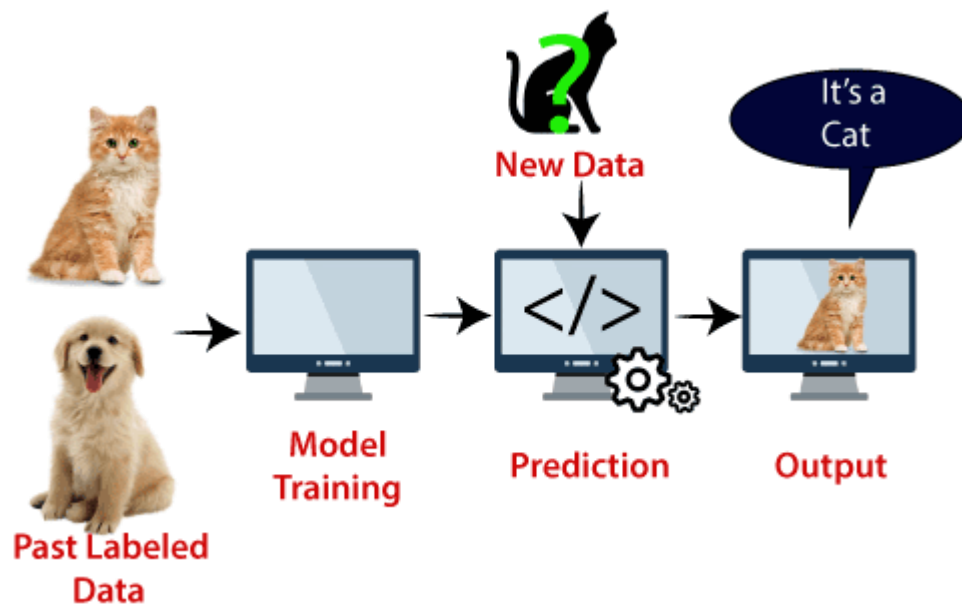 It's a
Cat
?
New Data
</>
Model
Training
Prediction
Output
Past Labeled
Data